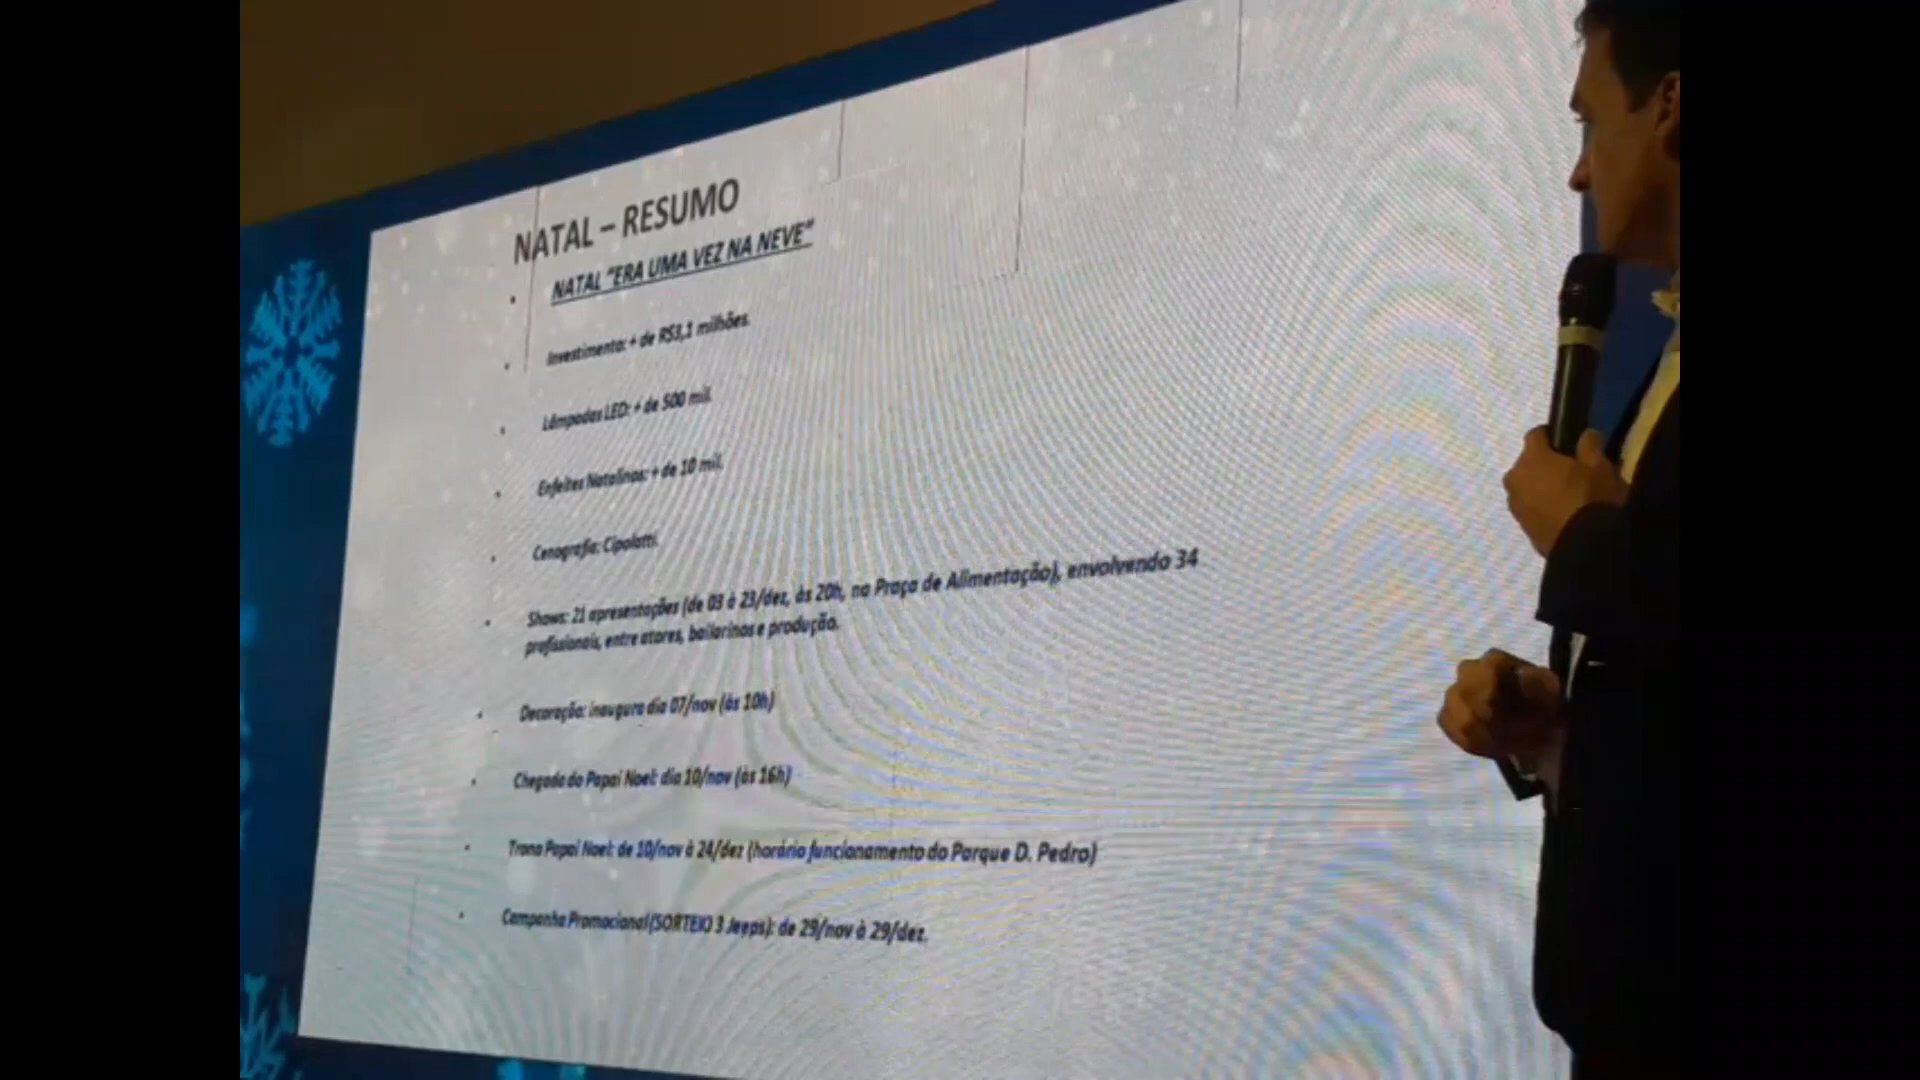 NATAL – RESUMO
• NATAL "ERA UMA VEZ NA NEVE"
• Investimento: + de R$3,1 milhões.
• Lâmpadas LED: + de 500 mil.
• Enfeites Natalinos: + de 10 mil.
• Cenografia: Cipolatti.
• Shows: 21 apresentações (de 03 à 23/dez, às 20h, na Praça de Alimentação), envolvendo 34
profissionais, entre atores, bailarinos e produção.
• Decoração: inaugura dia 07/nov (às 10h)
• Chegada do Papai Noel: dia 10/nov (às 16h)
• Trono Papai Noel: de 10/nov à 24/dez (horário funcionamento do Parque D. Pedro)
• Campanha Promocional (SORTEIO 3 Jeeps): de 29/nov à 29/dez.